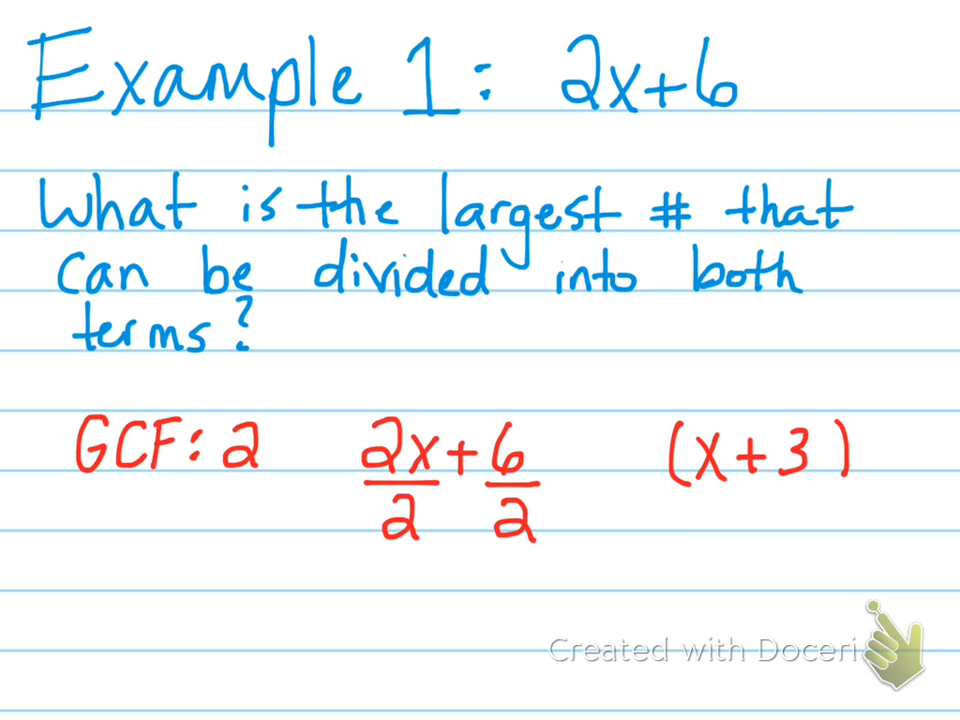 Example 1: 2x+6
What is the largest # that
can be divided into both
terms?
GCF: 2 2x + 6 (x + 3)
2 2
Created with Doceri